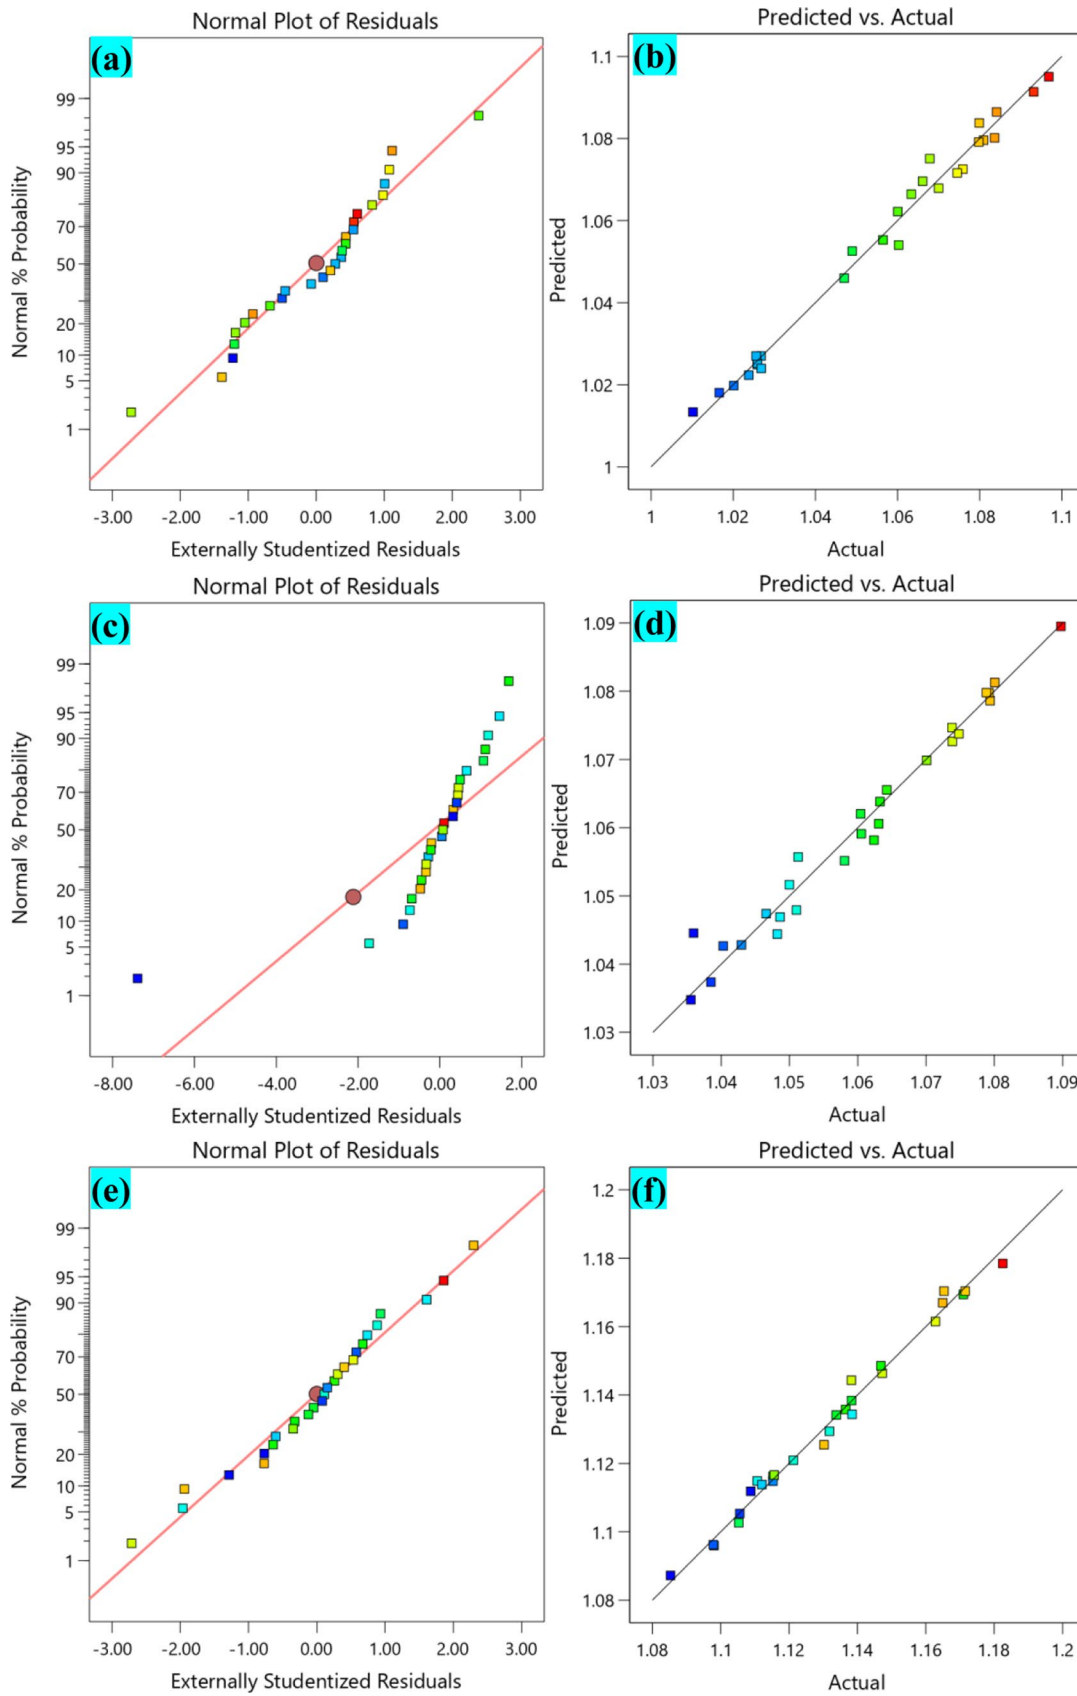 Normal Plot of Residuals
(a)
99
95
90
70
50
20
10
5
1
Normal % Probability
-3.00 -2.00 -1.00 0.00 1.00 2.00 3.00
Externally Studentized Residuals
Predicted vs. Actual
(b)
1.1
1.08
1.06
1.04
1.02
1
Predicted
1 1.02 1.04 1.06 1.08 1.1
Actual
Normal Plot of Residuals
(c)
99
95
90
70
50
20
10
5
1
Normal % Probability
-8.00 -6.00 -4.00 -2.00 0.00 2.00
Externally Studentized Residuals
Predicted vs. Actual
(d)
1.09
1.08
1.07
1.06
1.05
1.04
1.03
Predicted
1.03 1.04 1.05 1.06 1.07 1.08 1.09
Actual
Normal Plot of Residuals
(e)
99
95
90
70
50
20
10
5
1
Normal % Probability
-3.00 -2.00 -1.00 0.00 1.00 2.00 3.00
Externally Studentized Residuals
Predicted vs. Actual
(f)
1.2
1.18
1.16
1.14
1.12
1.1
1.08
Predicted
1.08 1.1 1.12 1.14 1.16 1.18 1.2
Actual